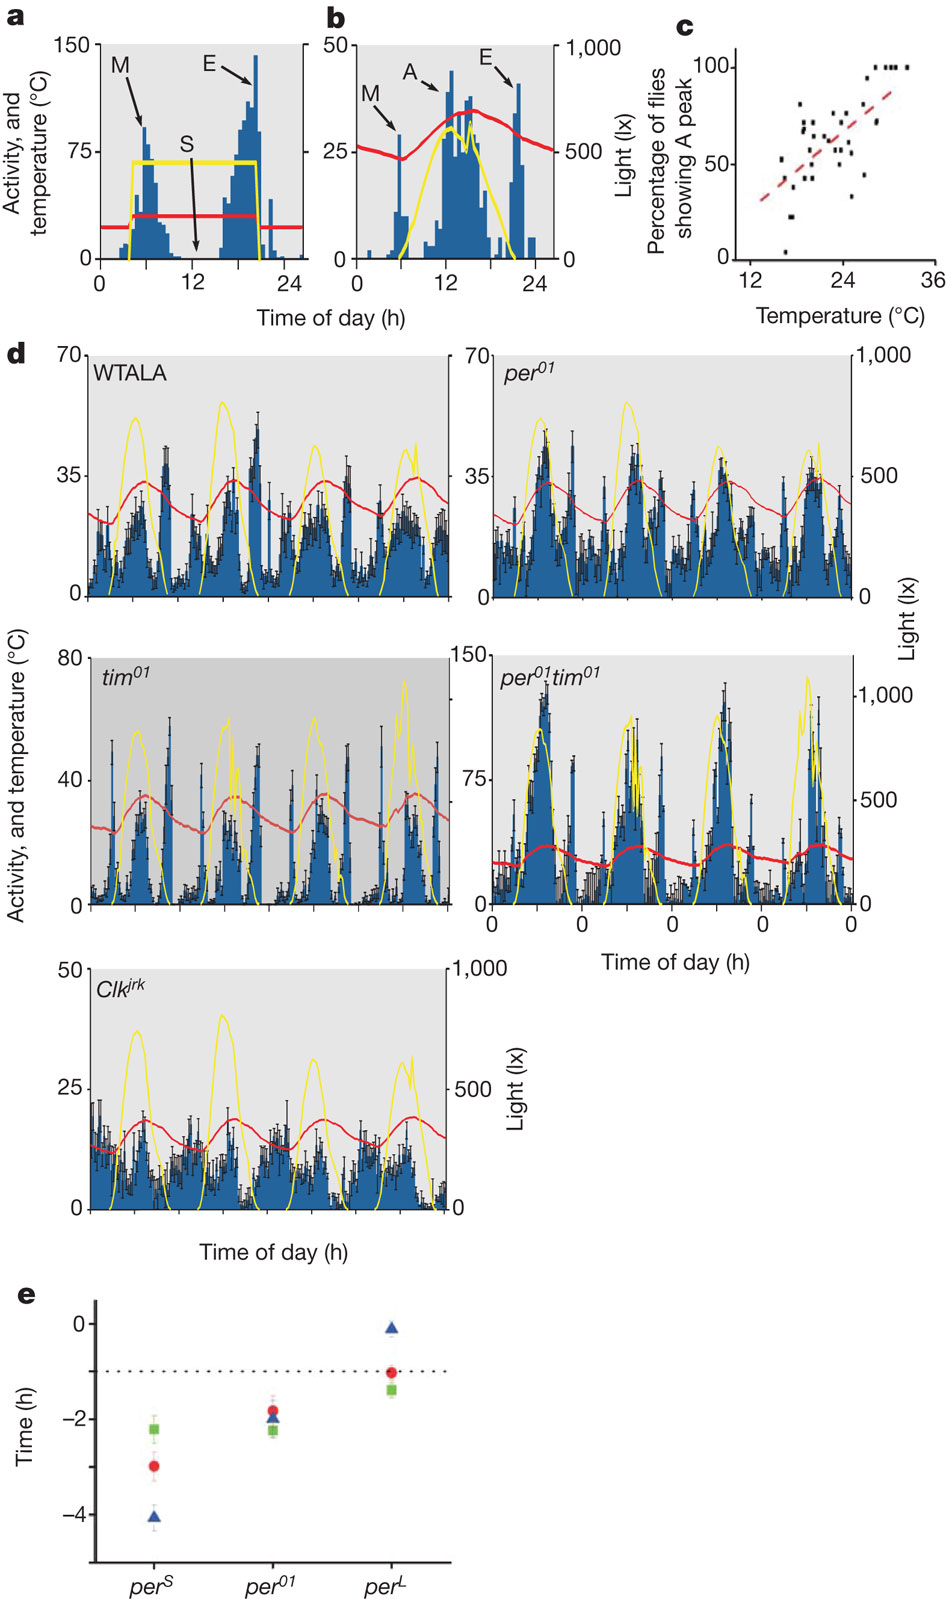 a
150
75
0
M
E
S
0
12
24
Activity, and
temperature (°C)
b
50
25
0
M
A
E
1,000
500
0
0
12
24
Light (lx)
Time of day (h)
c
100
50
0
12
24
36
Percentage of flies
showing A peak
Temperature (°C)
d
70
35
0
WTALA
70
35
0
per01
1,000
500
0
Light (lx)
Activity, and temperature (°C)
80
40
0
tim01
150
75
0
per01tim01
1,000
500
0
0 0 0 0 0
Time of day (h)
50
25
0
Clkjrk
1,000
500
0
Light (lx)
Time of day (h)
e
0
–2
–4
Time (h)
perS
per01
perL